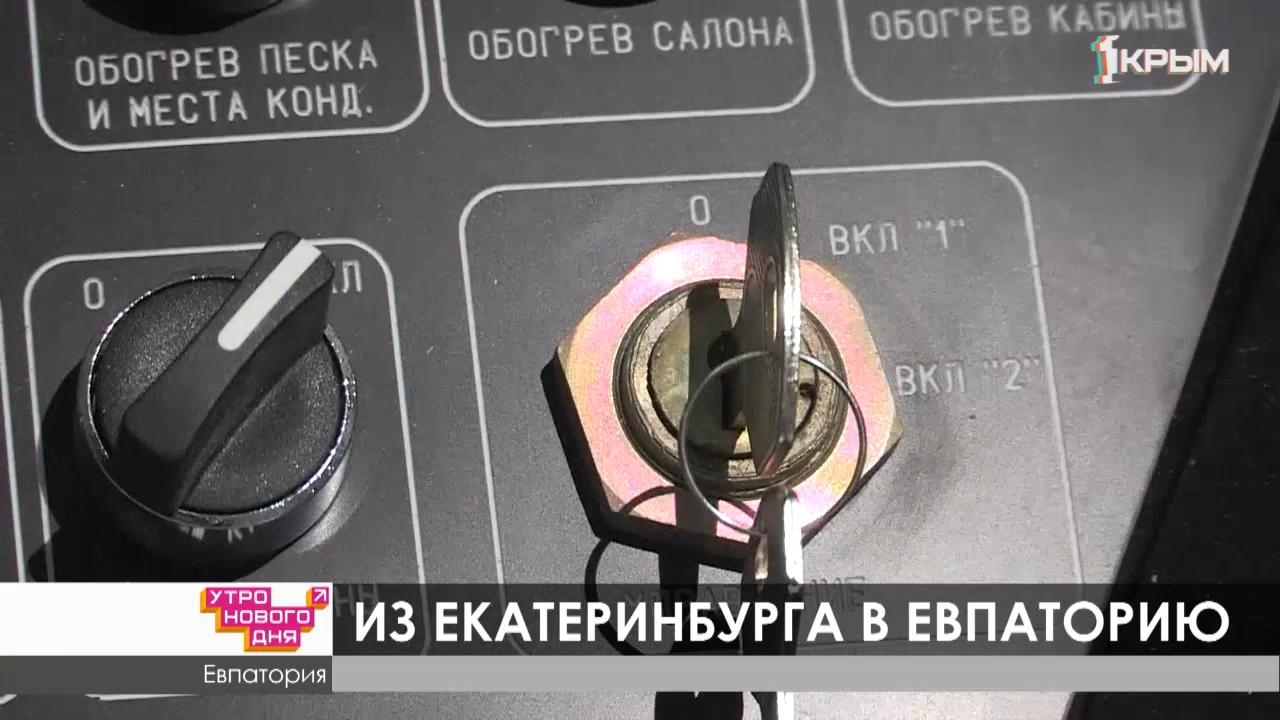 ОБОГРЕВ ПЕСКА
И МЕСТА КОНД.
ОБОГРЕВ САЛОНА
ОБОГРЕВ КАБИНЫ
1КРЫМ
0
0
ВКЛ "1"
ВКЛ "2"
УТРО
НОВОГО
ДНЯ
ИЗ ЕКАТЕРИНБУРГА В ЕВПАТОРИЮ
Евпатория